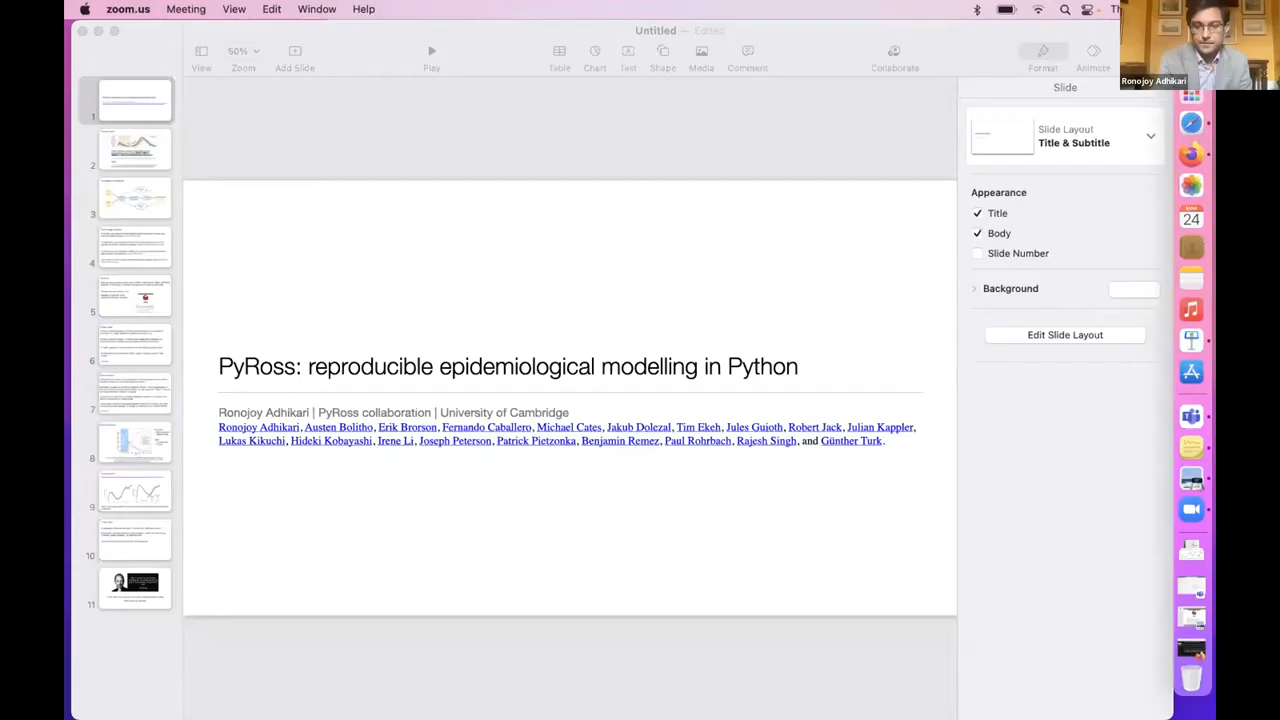 zoom.us Meeting View Edit Window Help
Untitled — Edited
50%
View Zoom Add Slide Play Table Chart Text Shape Media Comment Collaborate Format Animate
Ronojoy Adhikari
Slide
Slide Layout
Title & Subtitle
Appearance
Title
Body
Slide Number
Background
Edit Slide Layout
24
1
2
3
4
5
6
7
8
9
10
11
PyRoss: reproducible epidemiological modelling in Python
Ronojoy Adhikari | PyRoss collaboration | University of Cambridge
Ronojoy Adhikari, Austen Bolitho, Erik Brorson, Fernando Caballero, Michael Cates, Jakub Dolezal, Tim Ekeh, Jules Guioth, Robert Jack, Julian Kappler,
Lukas Kikuchi, Hideki Kobayashi, Irene Li, Joseph Peterson, Patrick Pietzonka, Benjamin Remez, Paul Rohrbach, Rajesh Singh, and Günther Turk.